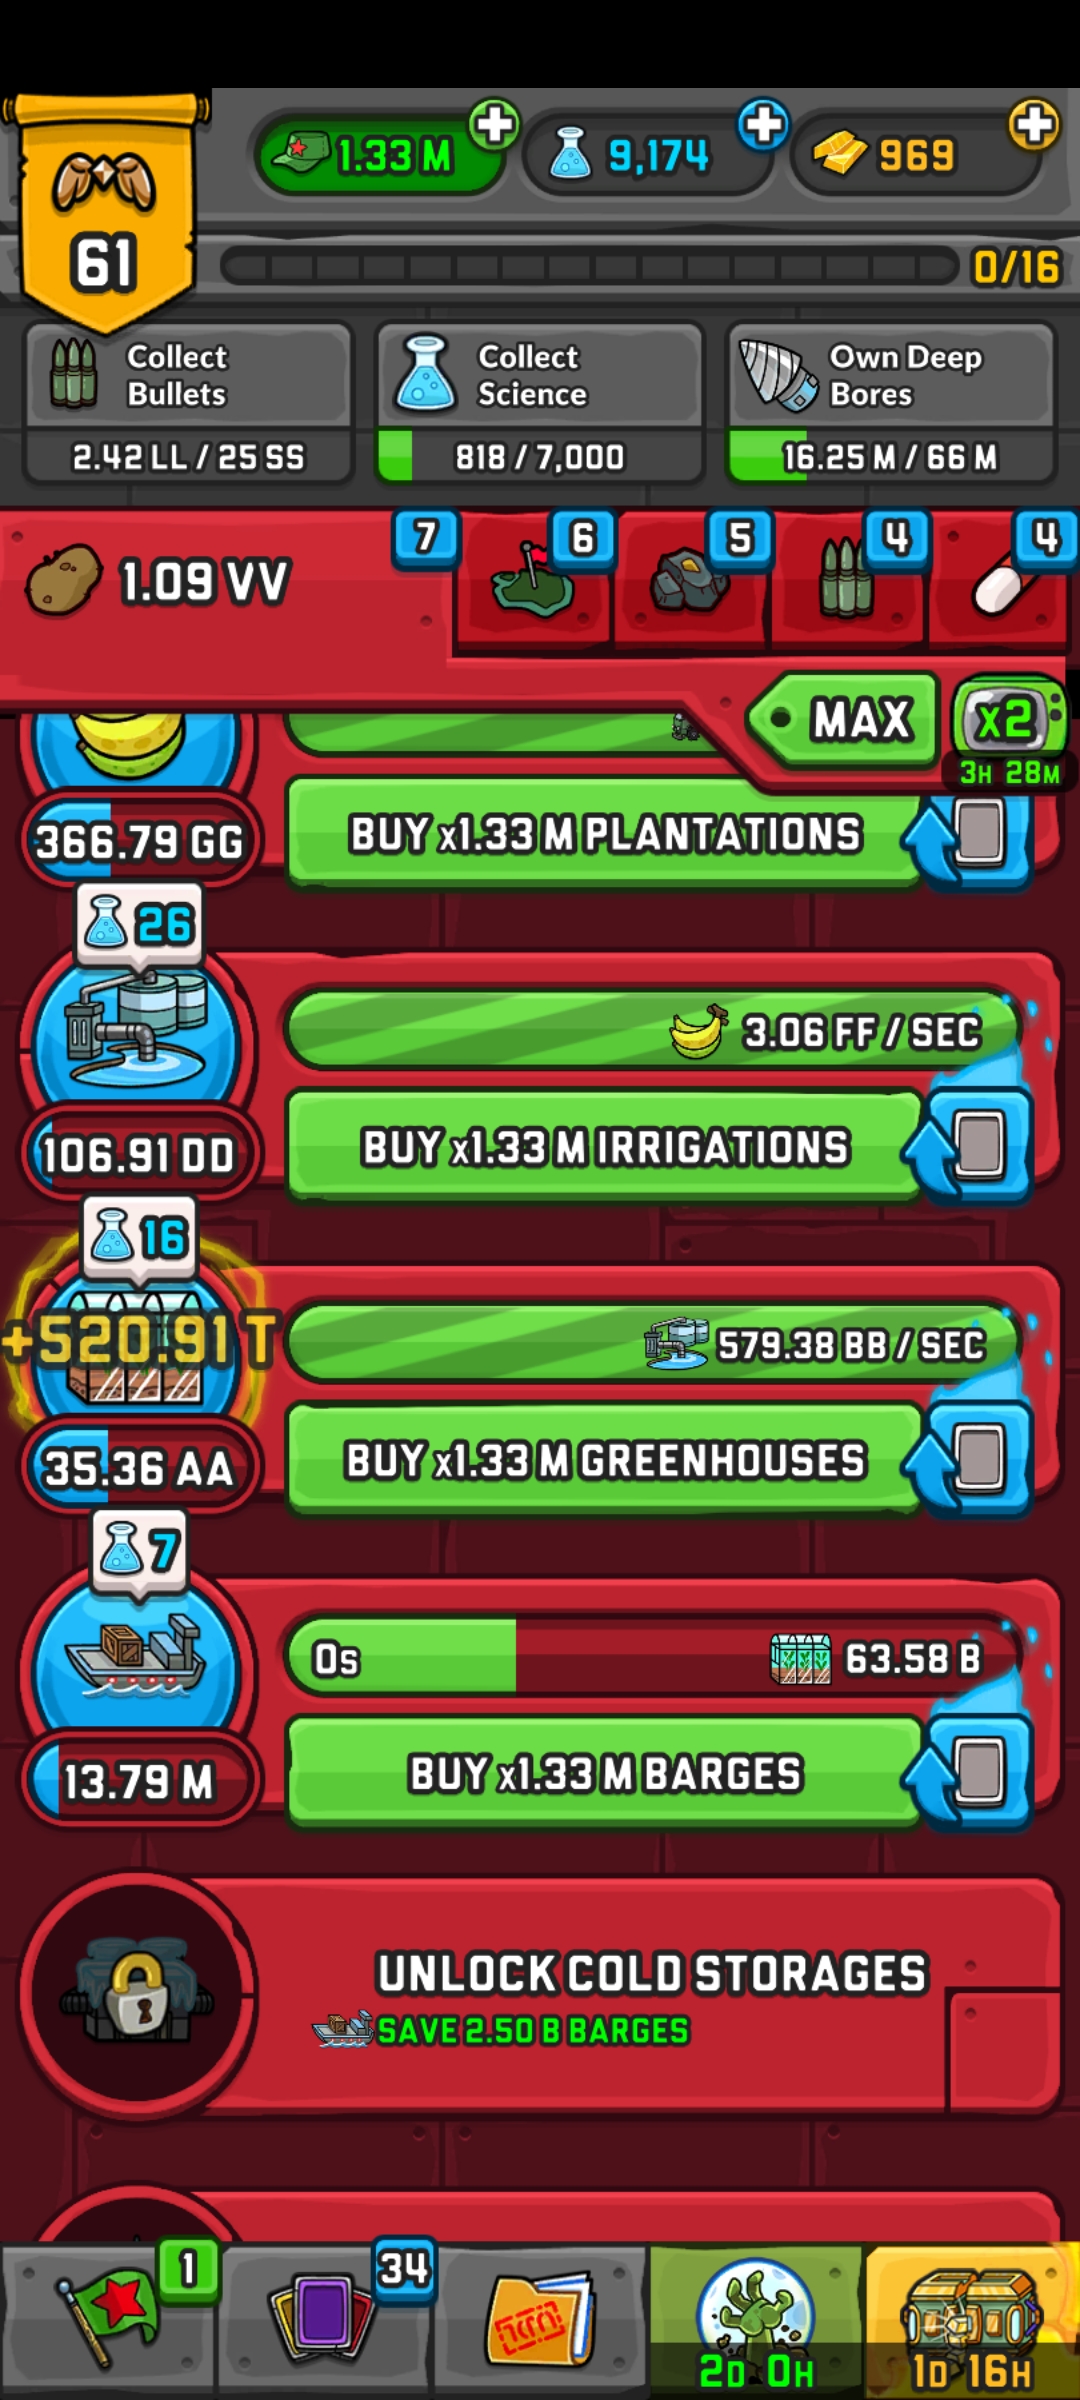 1.33 M
9,174
969
61
0/16
Collect
Bullets
2.42 LL / 25 SS
Collect
Science
818 / 7,000
Own Deep
Bores
16.25 M / 66 M
1.09 VV
7
6
5
4
4
MAX
x2
3H 28M
366.79 GG
BUY x1.33 M PLANTATIONS
26
3.06 FF / SEC
106.91 DD
BUY x1.33 M IRRIGATIONS
16
+520.91 T
579.38 BB / SEC
35.36 AA
BUY x1.33 M GREENHOUSES
7
0s
63.58 B
13.79 M
BUY x1.33 M BARGES
UNLOCK COLD STORAGES
SAVE 2.50 B BARGES
1
34
2D 0H
1D 16H